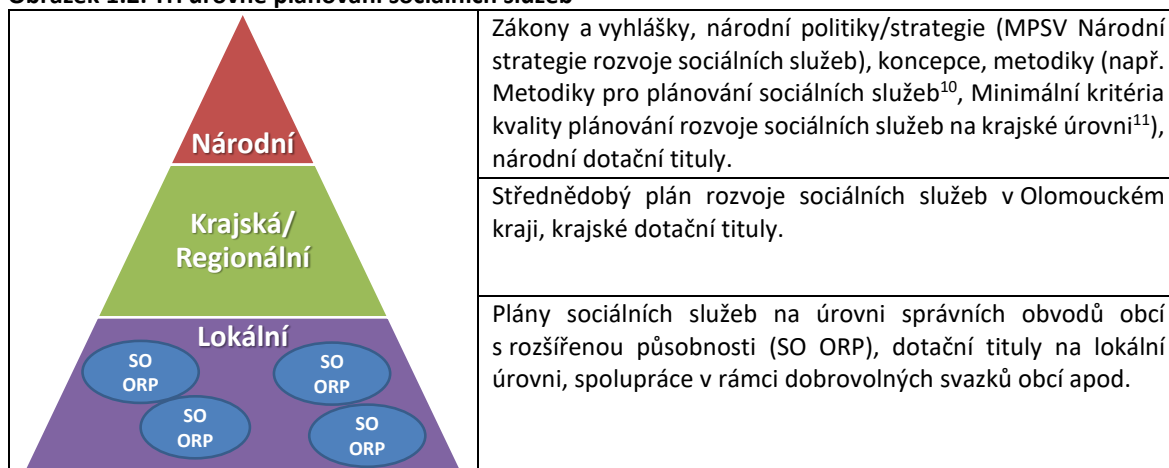 Obrázek 1.2: Tři úrovně plánování sociálních služeb
Národní
Zákony a vyhlášky, národní politiky/strategie (MPSV Národní
strategie rozvoje sociálních služeb), koncepce, metodiky (např.
Metodiky pro plánování sociálních služeb10, Minimální kritéria
kvality plánování rozvoje sociálních služeb na krajské úrovni11),
národní dotační tituly.
Krajská/
Regionální
Střednědobý plán rozvoje sociálních služeb v Olomouckém
kraji, krajské dotační tituly.
Lokální
SO
ORP
SO
ORP
SO
ORP
SO
ORP
Plány sociálních služeb na úrovni správních obvodů obcí
s rozšířenou působnosti (SO ORP), dotační tituly na lokální
úrovni, spolupráce v rámci dobrovolných svazků obcí apod.